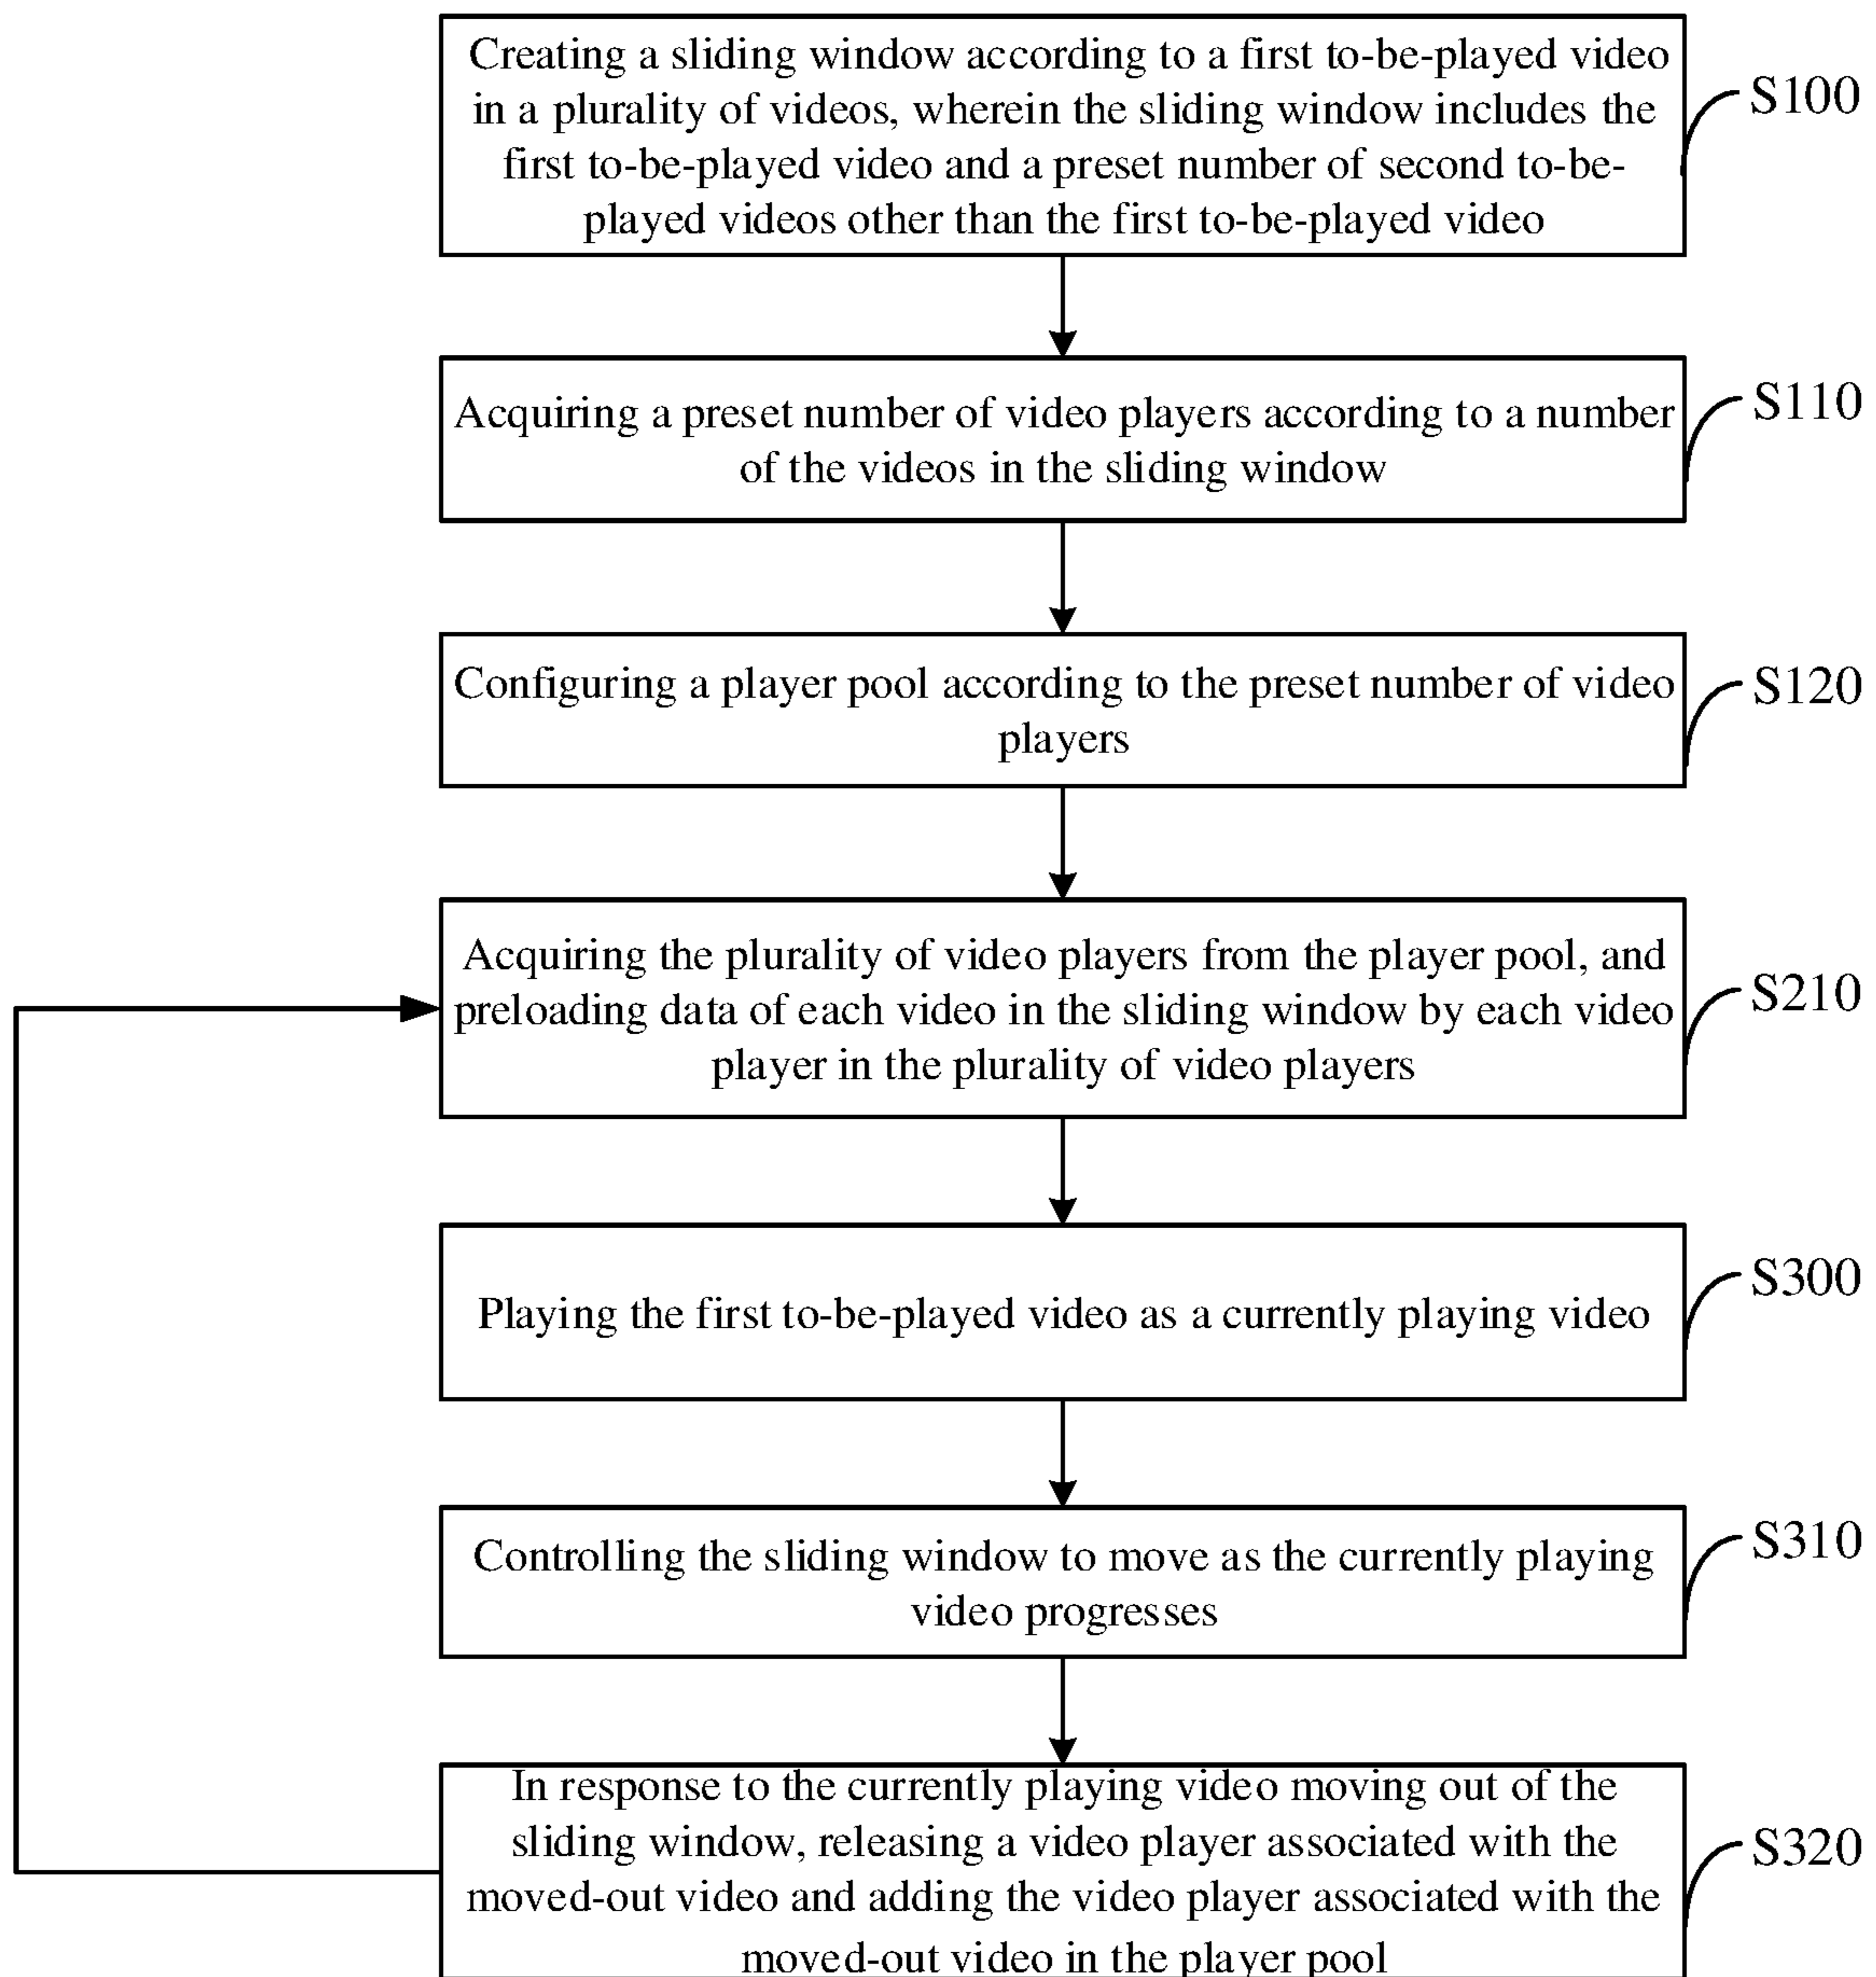 Creating a sliding window according to a first to-be-played video
in a plurality of videos, wherein the sliding window includes the
first to-be-played video and a preset number of second to-be-
played videos other than the first to-be-played video
S100
Acquiring a preset number of video players according to a number
of the videos in the sliding window
S110
Configuring a player pool according to the preset number of video
players
S120
Acquiring the plurality of video players from the player pool, and
preloading data of each video in the sliding window by each video
player in the plurality of video players
S210
Playing the first to-be-played video as a currently playing video
S300
Controlling the sliding window to move as the currently playing
video progresses
S310
In response to the currently playing video moving out of the
sliding window, releasing a video player associated with the
moved-out video and adding the video player associated with the
moved-out video in the player pool
S320